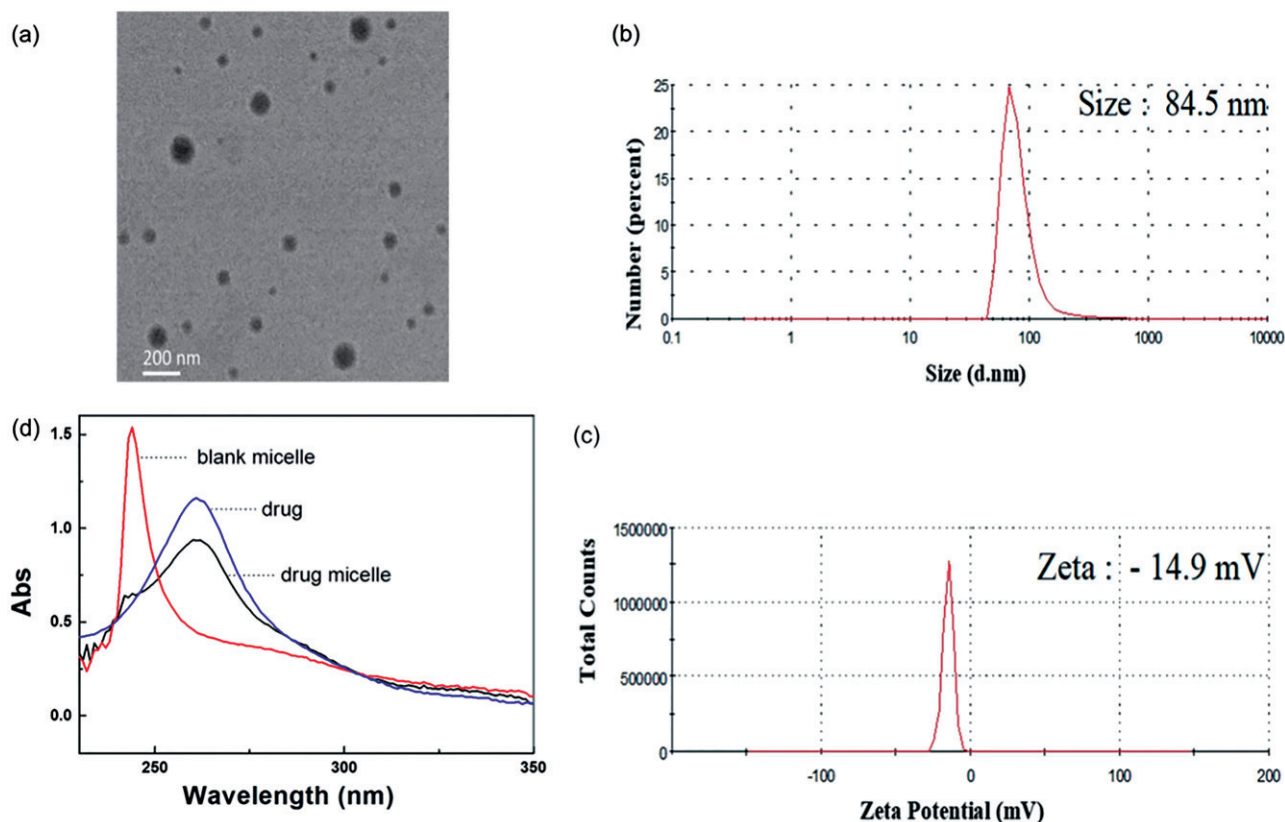 (a)
200 nm
(b)
Size : 84.5 nm
Number (percent)
25
20
15
10
5
0
0.1 1 10 100 1000 10000
Size (d.nm)
(d)
Abs
1.5
1.0
0.5
0.0
blank micelle
drug
drug micelle
250 300 350
Wavelength (nm)
(c)
Zeta : - 14.9 mV
Total Counts
1500000
1000000
500000
0
-100 0 100 200
Zeta Potential (mV)